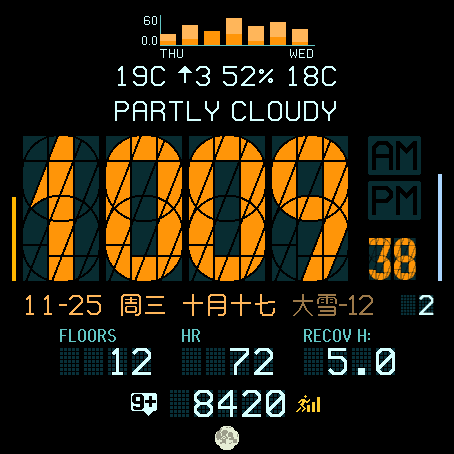 60
0.0
THU WED
19C ↑3 52% 18C
PARTLY CLOUDY
1009
AM
PM
38
11-25 周三 十月十七 大雪-12 2
FLOORS HR RECOV H:
12 72 5.0
9+ 8420